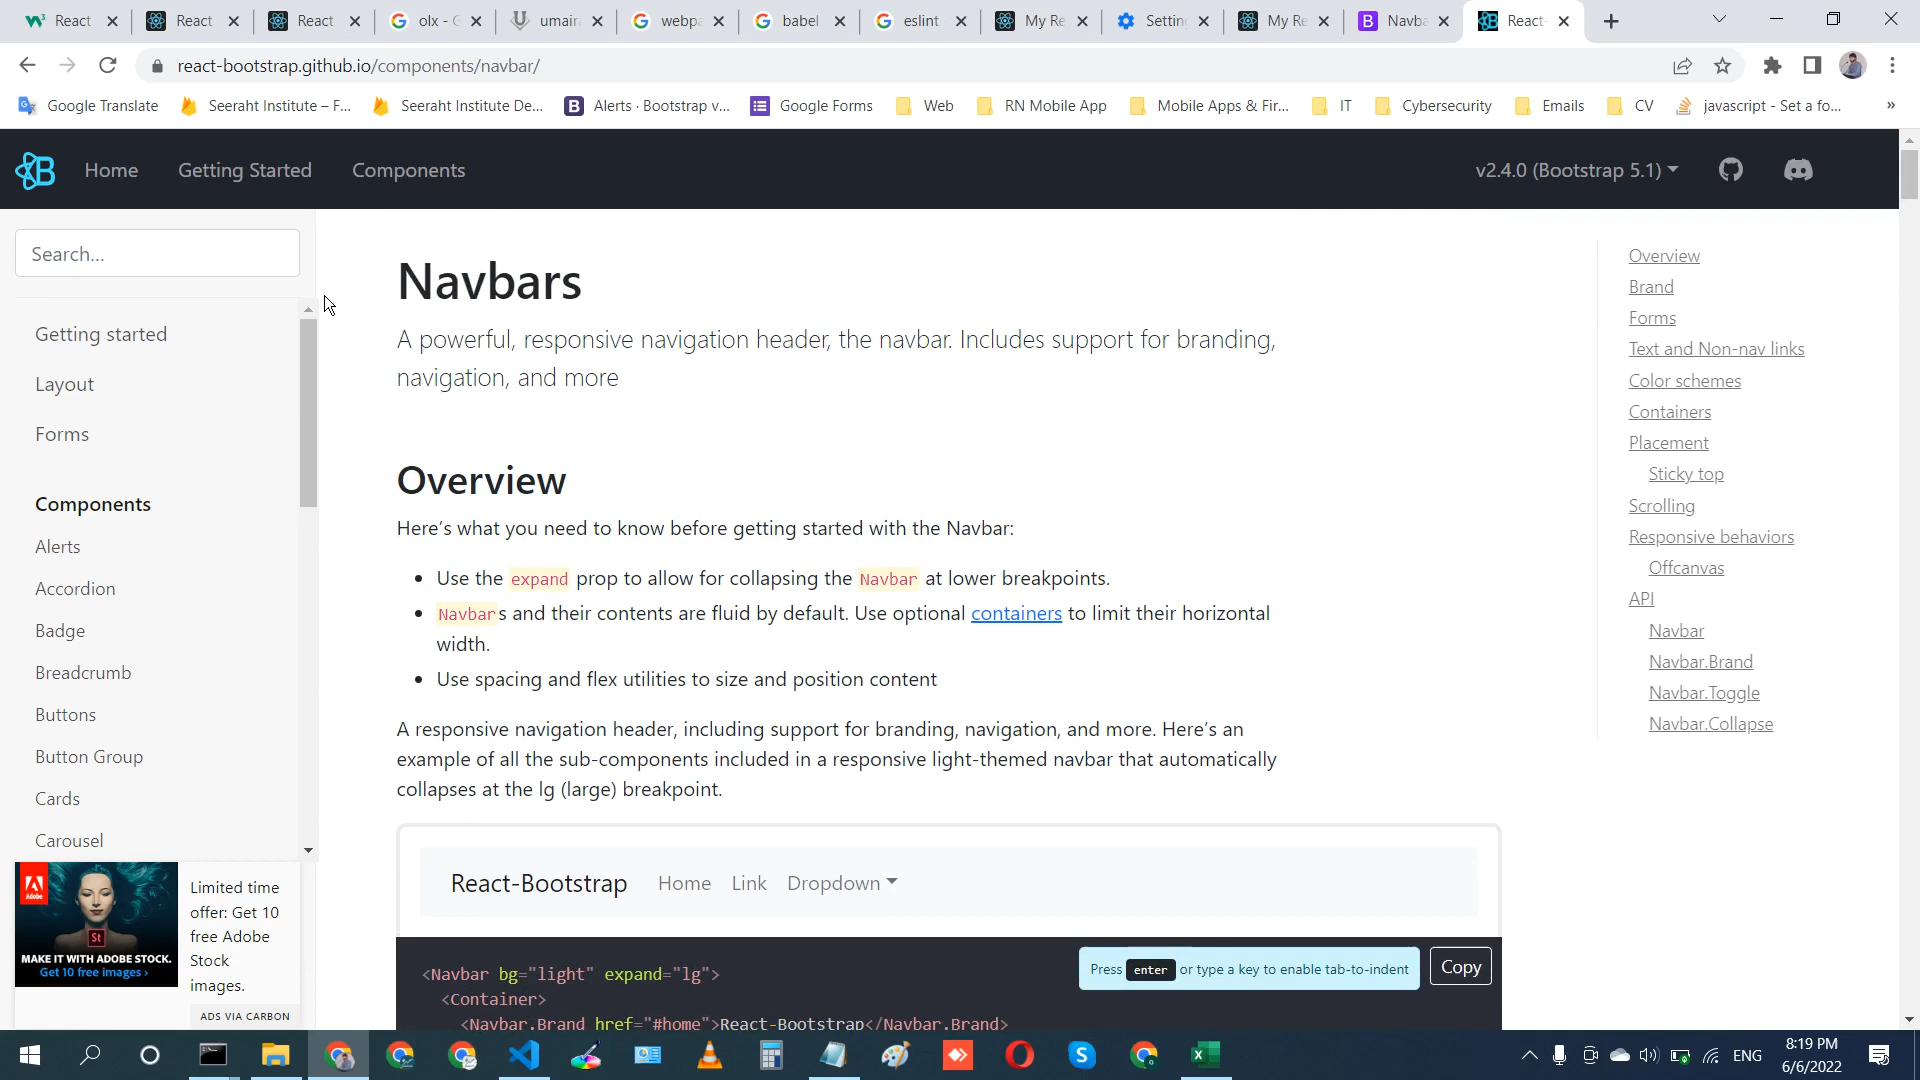 React
React
React
olx - G
umaira
webpa
babel
eslint
My Re
Settin
My Re
Navba
React-
react-bootstrap.github.io/components/navbar/
Google Translate
Seeraht Institute – F...
Seeraht Institute De...
Alerts · Bootstrap v...
Google Forms
Web
RN Mobile App
Mobile Apps & Fir...
IT
Cybersecurity
Emails
CV
javascript - Set a fo...
»
Home
Getting Started
Components
v2.4.0 (Bootstrap 5.1)
Search...
Getting started
Layout
Forms
Components
Alerts
Accordion
Badge
Breadcrumb
Buttons
Button Group
Cards
Carousel
MAKE IT WITH ADOBE STOCK.
Get 10 free images ›
Adobe
St
Limited time
offer: Get 10
free Adobe
Stock
images.
ADS VIA CARBON
Navbars
A powerful, responsive navigation header, the navbar. Includes support for branding,
navigation, and more
Overview
Here’s what you need to know before getting started with the Navbar:
• Use the expand prop to allow for collapsing the Navbar at lower breakpoints.
• Navbars and their contents are fluid by default. Use optional containers to limit their horizontal
width.
• Use spacing and flex utilities to size and position content
A responsive navigation header, including support for branding, navigation, and more. Here’s an
example of all the sub-components included in a responsive light-themed navbar that automatically
collapses at the lg (large) breakpoint.
React-Bootstrap Home Link Dropdown
Press enter or type a key to enable tab-to-indent
Copy
<Navbar bg="light" expand="lg">
<Container>
<Navbar.Brand href="#home">React-Bootstrap</Navbar.Brand>
Overview
Brand
Forms
Text and Non-nav links
Color schemes
Containers
Placement
Sticky top
Scrolling
Responsive behaviors
Offcanvas
API
Navbar
Navbar.Brand
Navbar.Toggle
Navbar.Collapse
ENG
8:19 PM
6/6/2022